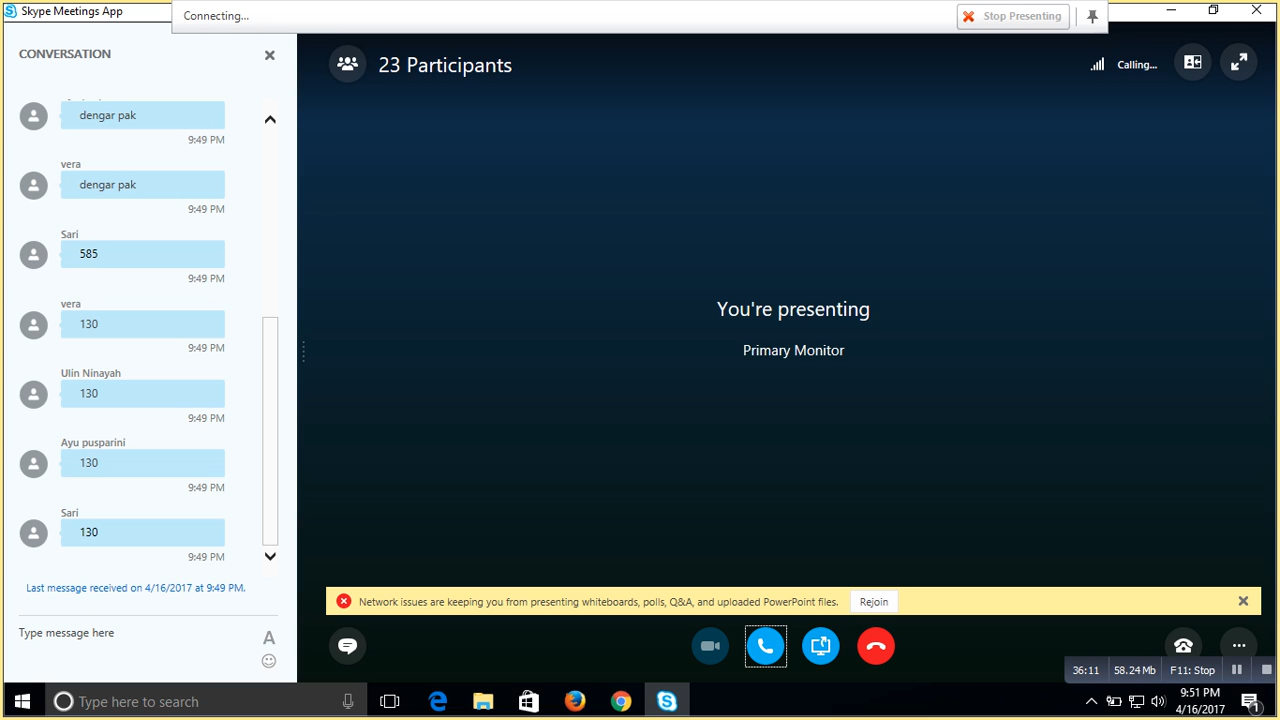 Skype Meetings App
Connecting...
Stop Presenting
CONVERSATION
23 Participants
Calling...
dengar pak
9:49 PM
vera
dengar pak
9:49 PM
Sari
585
9:49 PM
vera
130
9:49 PM
Ulin Ninayah
130
9:49 PM
Ayu pusparini
130
9:49 PM
Sari
130
9:49 PM
Last message received on 4/16/2017 at 9:49 PM.
Type message here
A
You're presenting
Primary Monitor
Network issues are keeping you from presenting whiteboards, polls, Q&A, and uploaded PowerPoint files.
Rejoin
36:11
58.24 Mb
F11: Stop
Type here to search
9:51 PM
4/16/2017
1